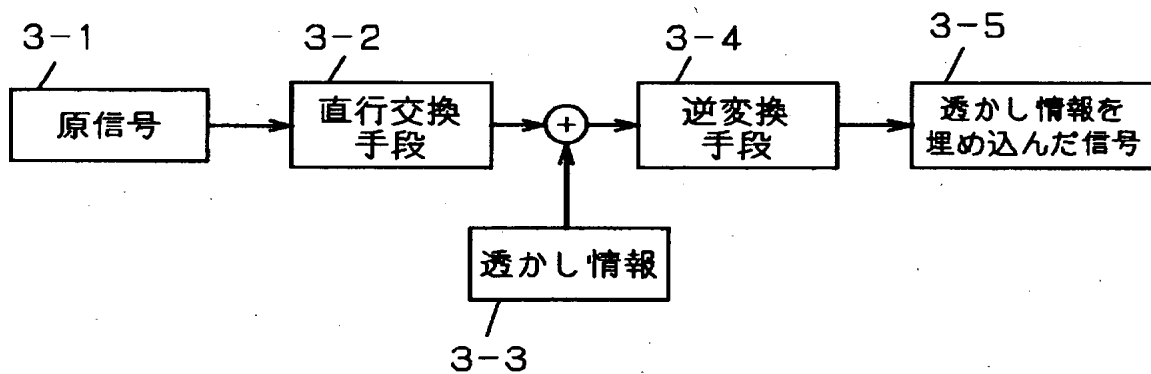 3-1
3-2
3-4
3-5
原信号
直行交換
手段
逆変換
手段
透かし情報を
埋め込んだ信号
透かし情報
3-3